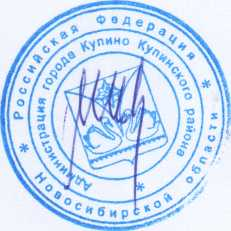 Российская Федерация
Новосибирской области
Администрация города Купино Купинского района